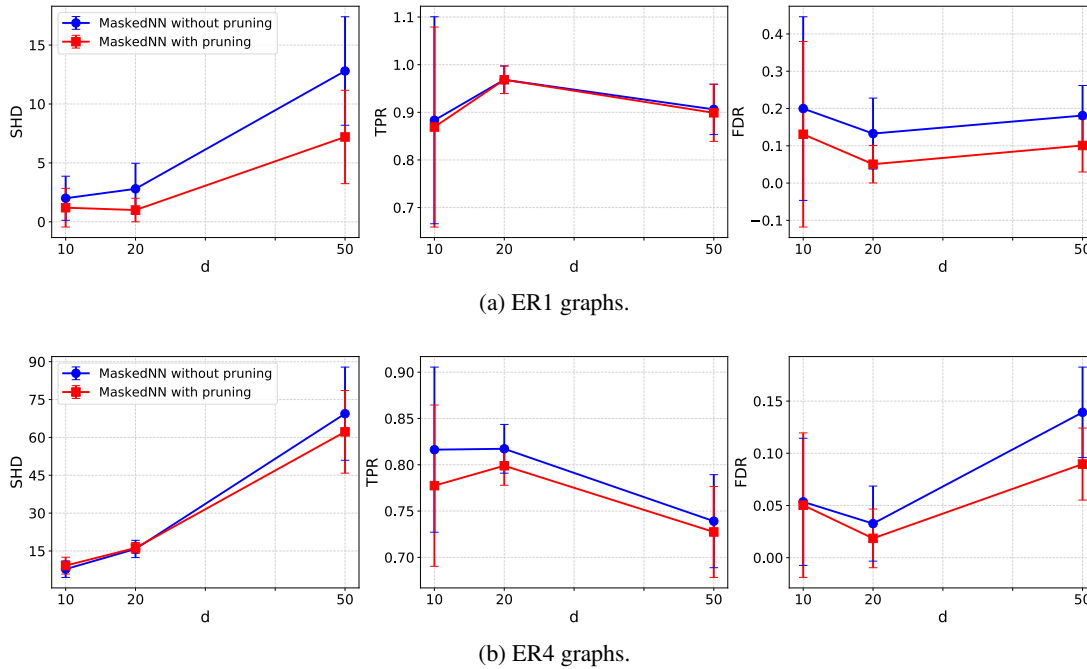 MaskedNN without pruning
MaskedNN with pruning
SHD
15
10
5
0
10 20 50
d
TPR
1.1
1.0
0.9
0.8
0.7
10 20 50
d
FDR
0.4
0.3
0.2
0.1
0.0
−0.1
10 20 50
d
(a) ER1 graphs.
MaskedNN without pruning
MaskedNN with pruning
SHD
90
75
60
45
30
15
10 20 50
d
TPR
0.90
0.85
0.80
0.75
0.70
10 20 50
d
FDR
0.15
0.10
0.05
0.00
10 20 50
d
(b) ER4 graphs.